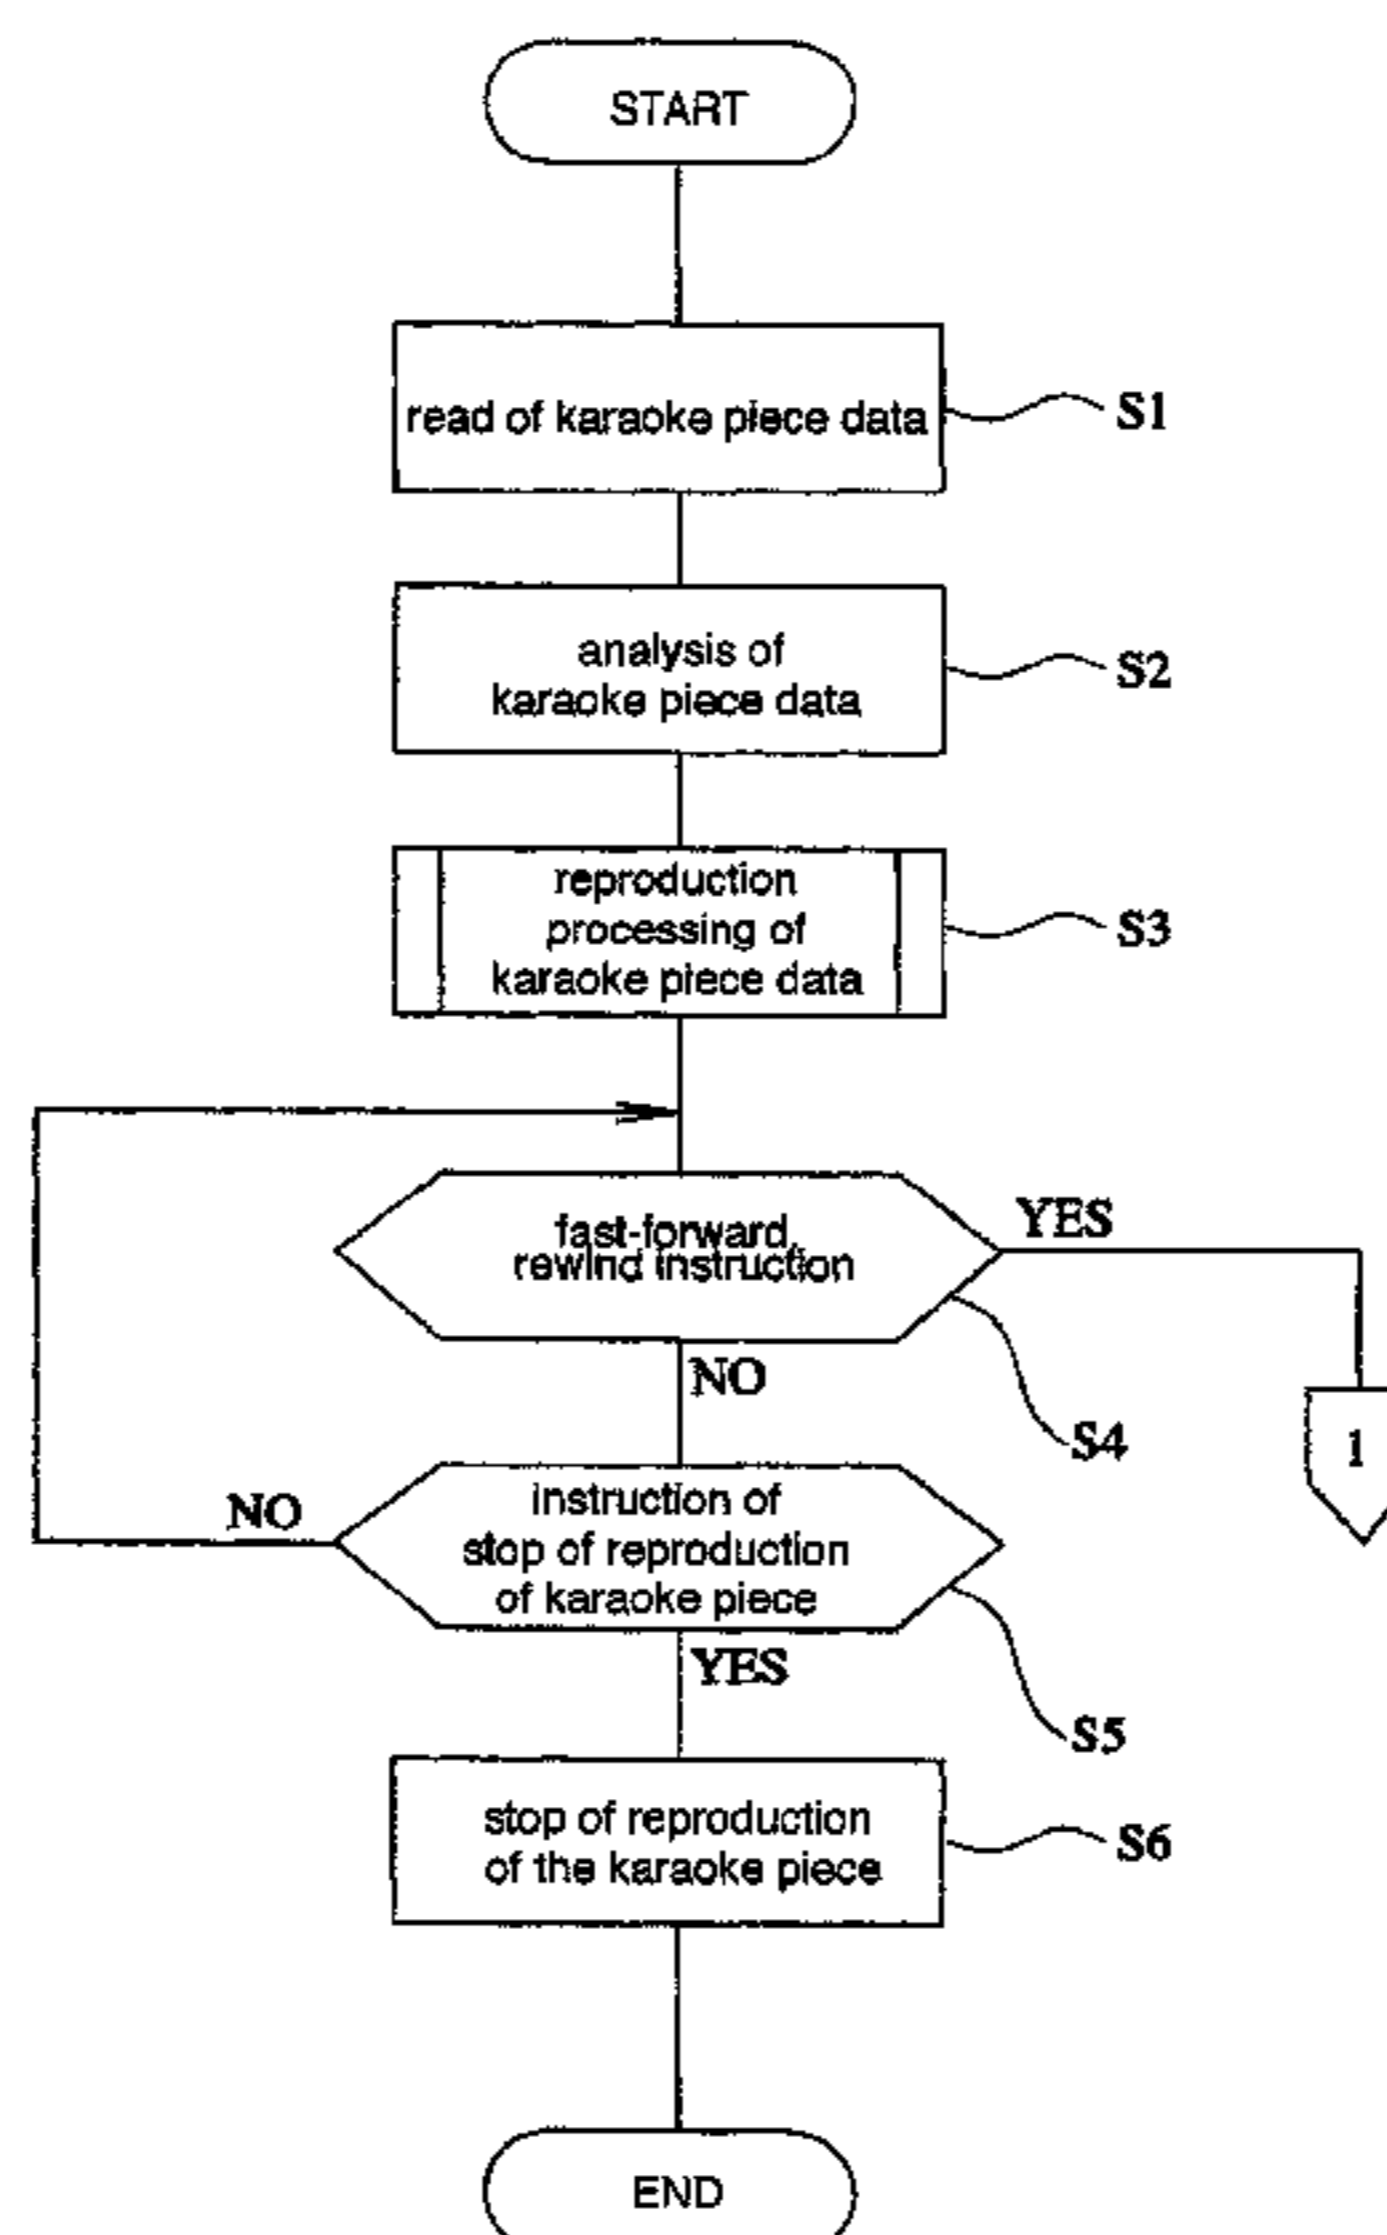 START
read of karaoke piece data
S1
analysis of
karaoke piece data
S2
reproduction
processing of
karaoke piece data
S3
fast-forward,
rewind instruction
YES
NO
S4
1
instruction of
stop of reproduction
of karaoke piece
NO
YES
S5
stop of reproduction
of the karaoke piece
S6
END